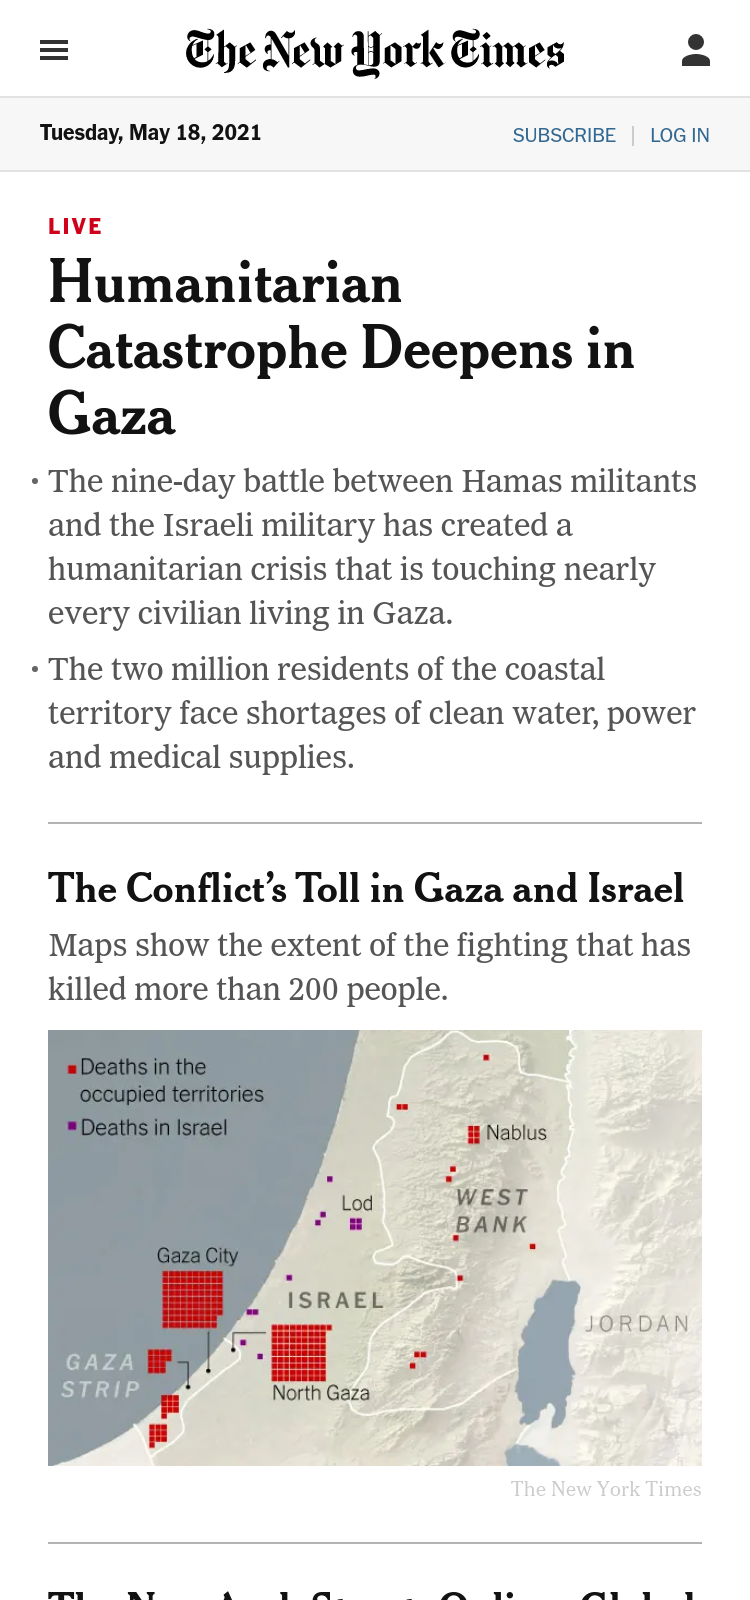 The New York Times
Tuesday, May 18, 2021
SUBSCRIBE | LOG IN
LIVE
Humanitarian
Catastrophe Deepens in
Gaza
• The nine-day battle between Hamas militants
and the Israeli military has created a
humanitarian crisis that is touching nearly
every civilian living in Gaza.
• The two million residents of the coastal
territory face shortages of clean water, power
and medical supplies.
The Conflict’s Toll in Gaza and Israel
Maps show the extent of the fighting that has
killed more than 200 people.
Deaths in the
occupied territories
Deaths in Israel
Nablus
WEST
BANK
Lod
Gaza City
ISRAEL
JORDAN
GAZA
STRIP
North Gaza
The New York Times